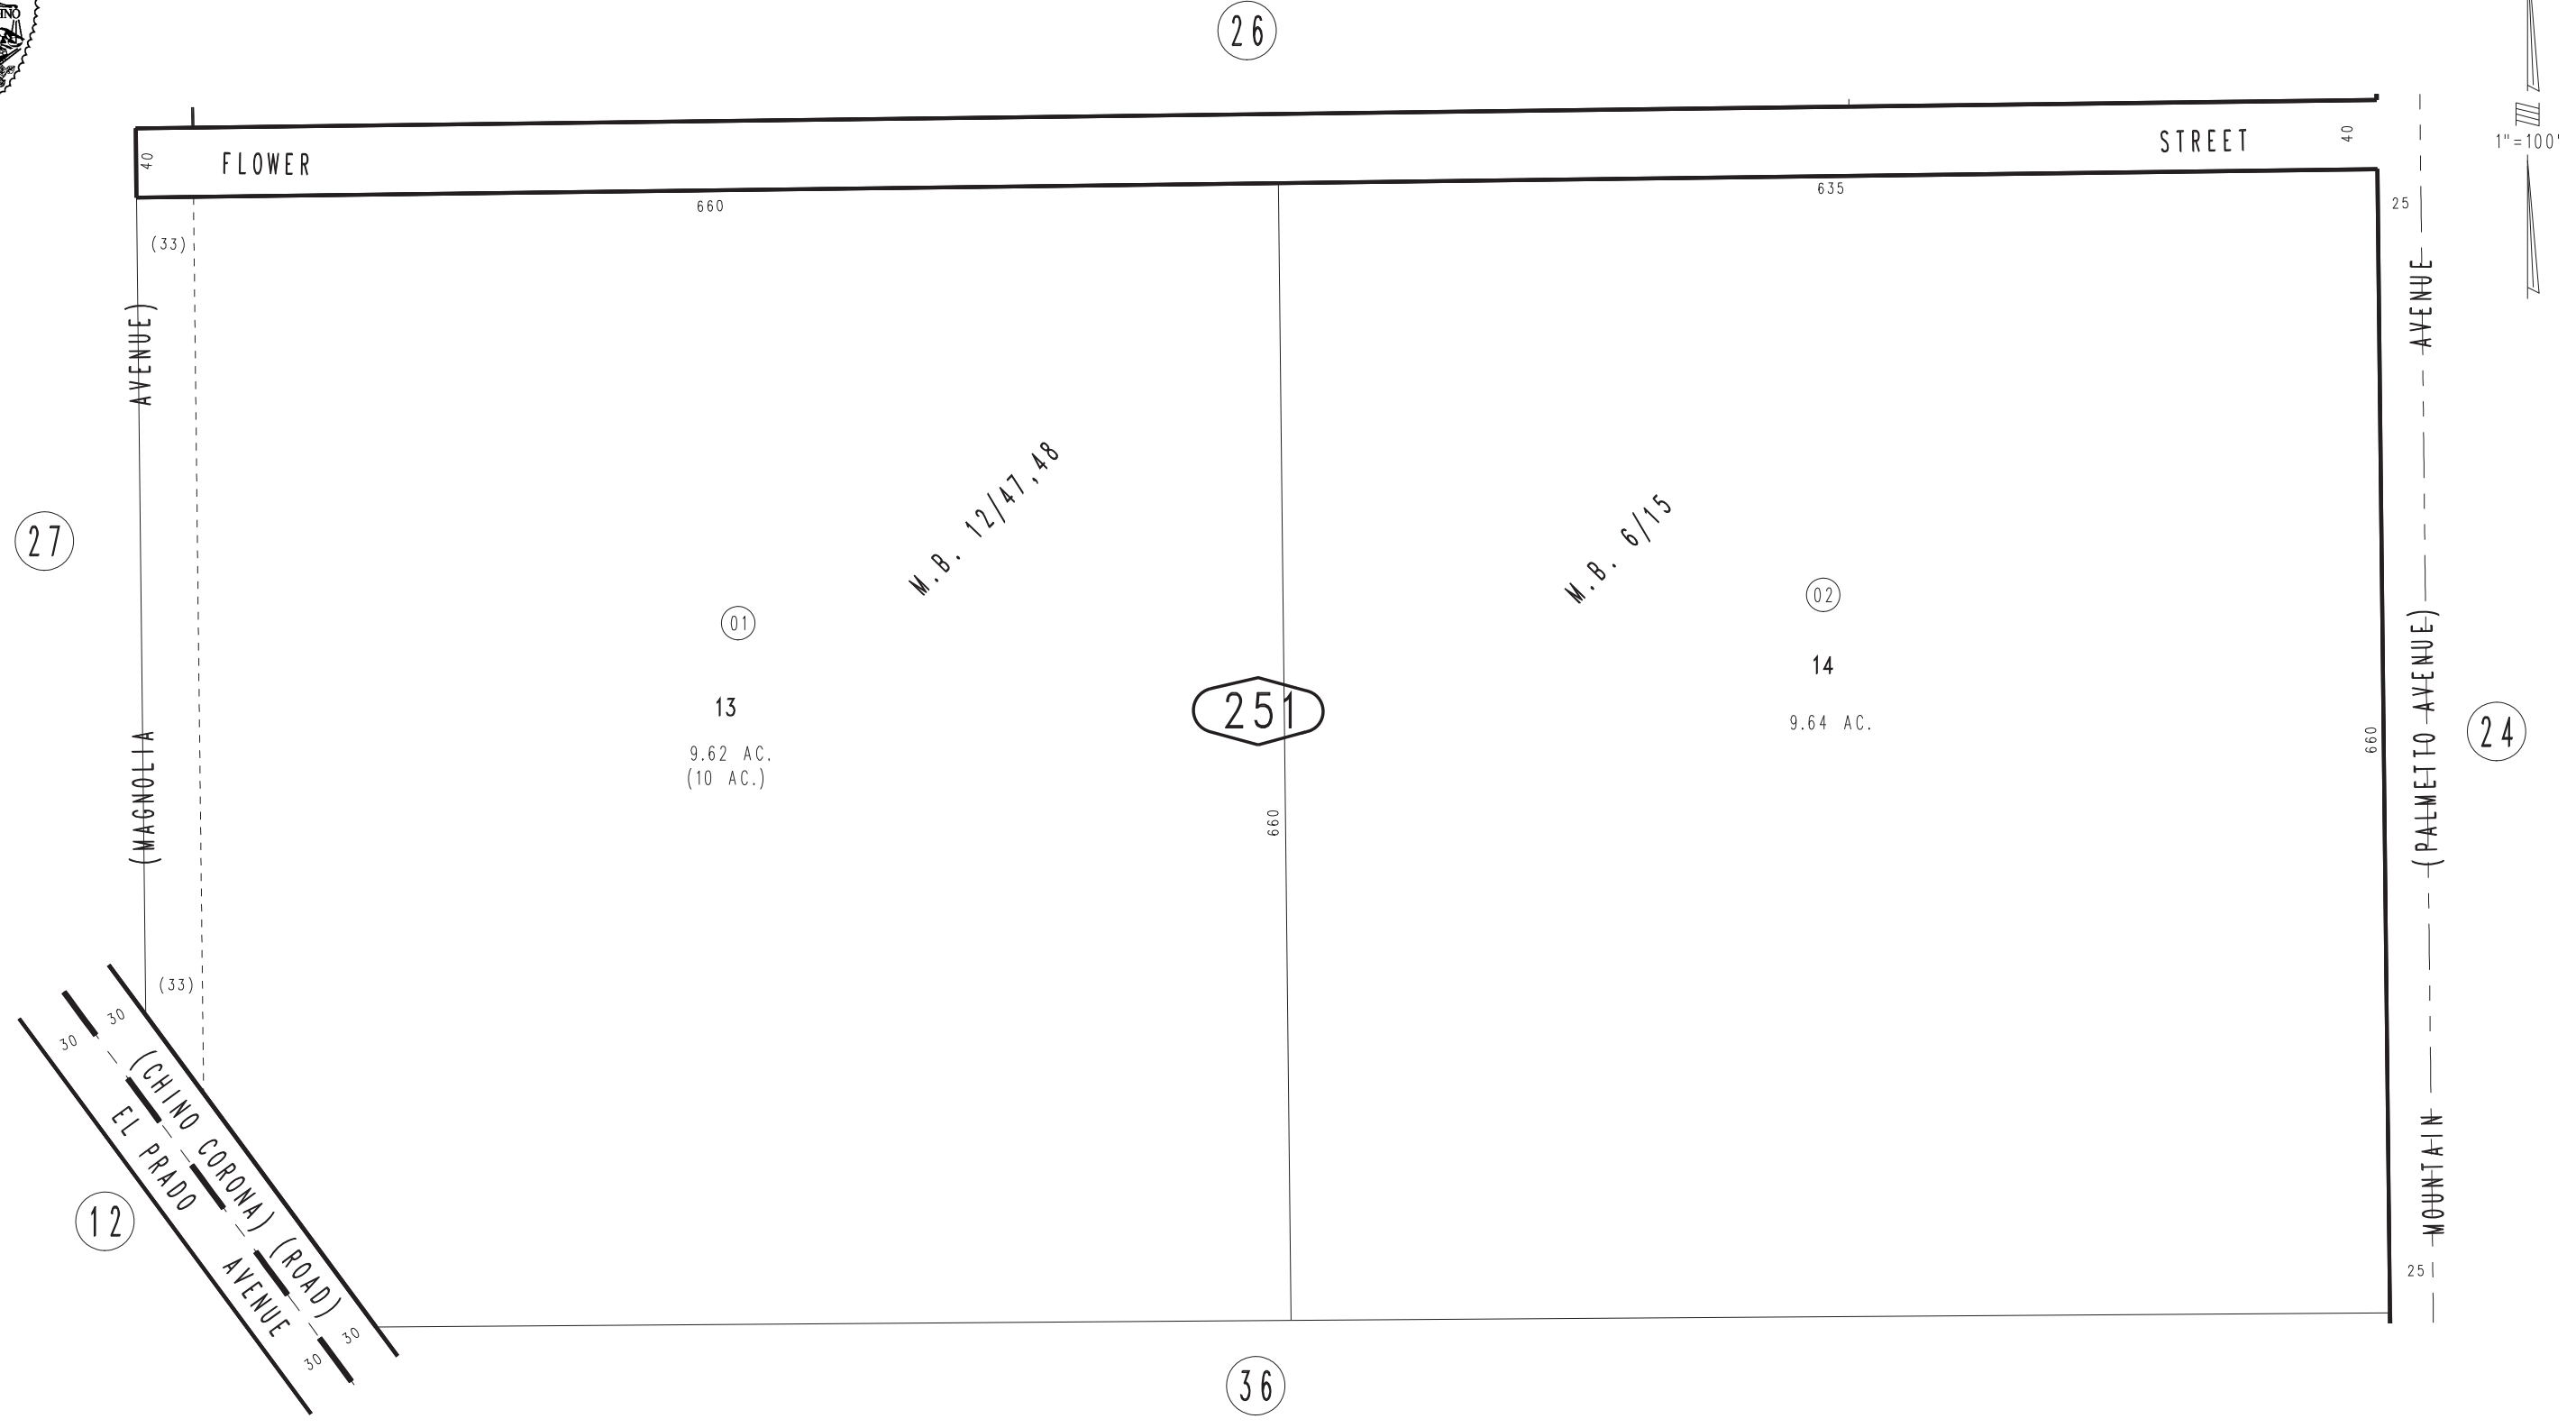 26
1"=100'
40
FLOWER
STREET
40
660
635
25
(33)
(MAGNOLIA AVENUE)
AVENUE
27
M.B. 12/47,48
M.B. 6/15
01
02
13
14
9.62 AC.
(10 AC.)
9.64 AC.
251
660
660
(PALMETTO AVENUE)
24
(33)
30
30
(CHINO CORONA) (ROAD)
EL PRADO AVENUE
12
MOUNTAIN
25
30
30
36